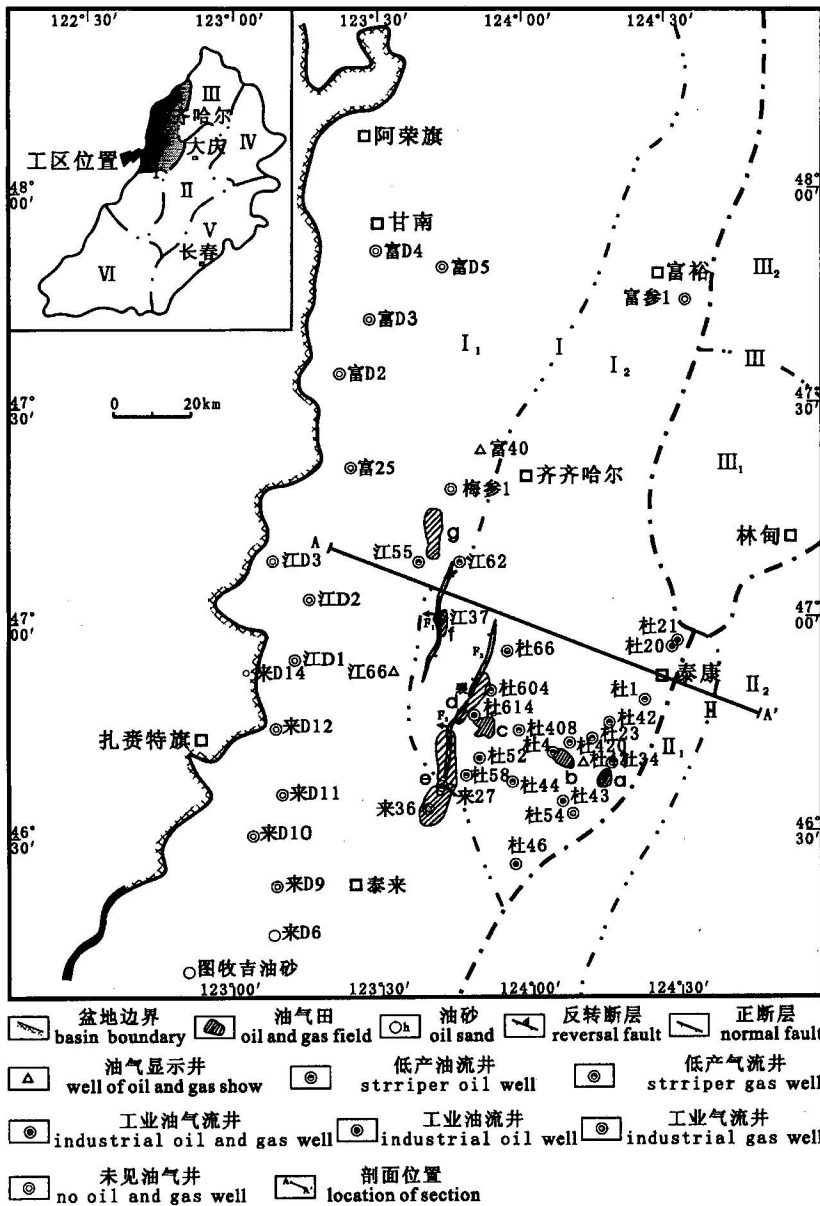 122°30′ 123°00′ 123°30′ 124°00′ 124°30′
III
齐哈尔
IV
大庆
工区位置
I
II
V
长春
VI
48°
00′
48°
00′
阿荣旗
甘南
富D4
富D5
富裕
富参1
III₂
富D3
I₁
I
I₂
III
富D2
0 20km
47°
30′
47°
30′
富40
富25
齐齐哈尔
梅参1
III₁
g
林甸
A
江55
江62
江D3
江D2
江37
F₁
f
47°
00′
47°
00′
杜21
杜20
杜66
F₂
江D1
江66
来D14
泰康
II₂
杜604
杜1
II
A′
d
杜614
杜42
扎赉特旗
来D12
F₃
c
杜408
杜23
II₁
杜4
杜420
杜52
杜34
e
杜58
杜44
b
a
来D11
来27
来36
杜43
杜54
46°
30′
46°
30′
来D10
杜46
来D9
泰来
来D6
图牧吉油砂
123°00′ 123°30′ 124°00′ 124°30′
盆地边界
basin boundary
油气田
oil and gas field
h
油砂
oil sand
反转断层
reversal fault
正断层
normal fault
油气显示井
well of oil and gas show
低产油流井
strriper oil well
低产气流井
strriper gas well
工业油气流井
industrial oil and gas well
工业油流井
industrial oil well
工业气流井
industrial gas well
未见油气井
no oil and gas well
A A′
剖面位置
location of section